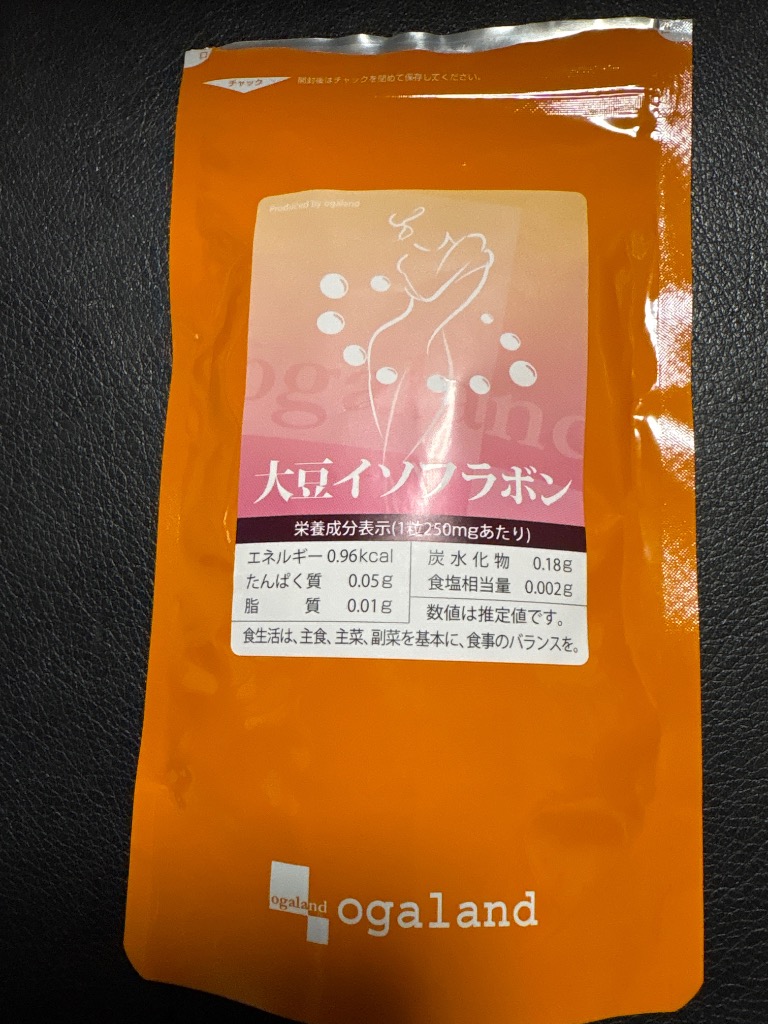 チャック
開封後はチャックを閉めて保存してください。
Produced by ogaland
ogaland
大豆イソフラボン
栄養成分表示(1粒250mgあたり)
エネルギー 0.96kcal
たんぱく質 0.05g
脂 質 0.01g
炭水化物 0.18g
食塩相当量 0.002g
数値は推定値です。
食生活は、主食、主菜、副菜を基本に、食事のバランスを。
ogaland
ogaland